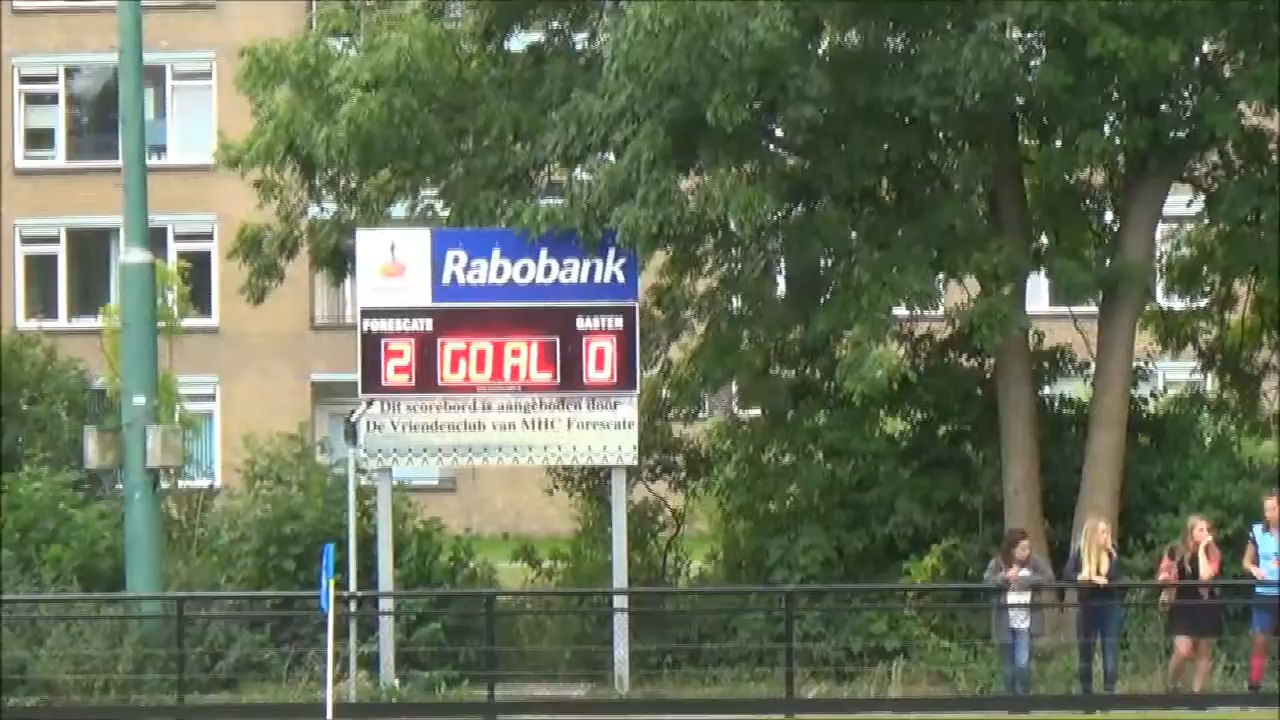 Rabobank
FORESCATE GASTEN
2 GOAL 0
Dit scorebord is aangeboden door
De Vriendenclub van MHC Forescate